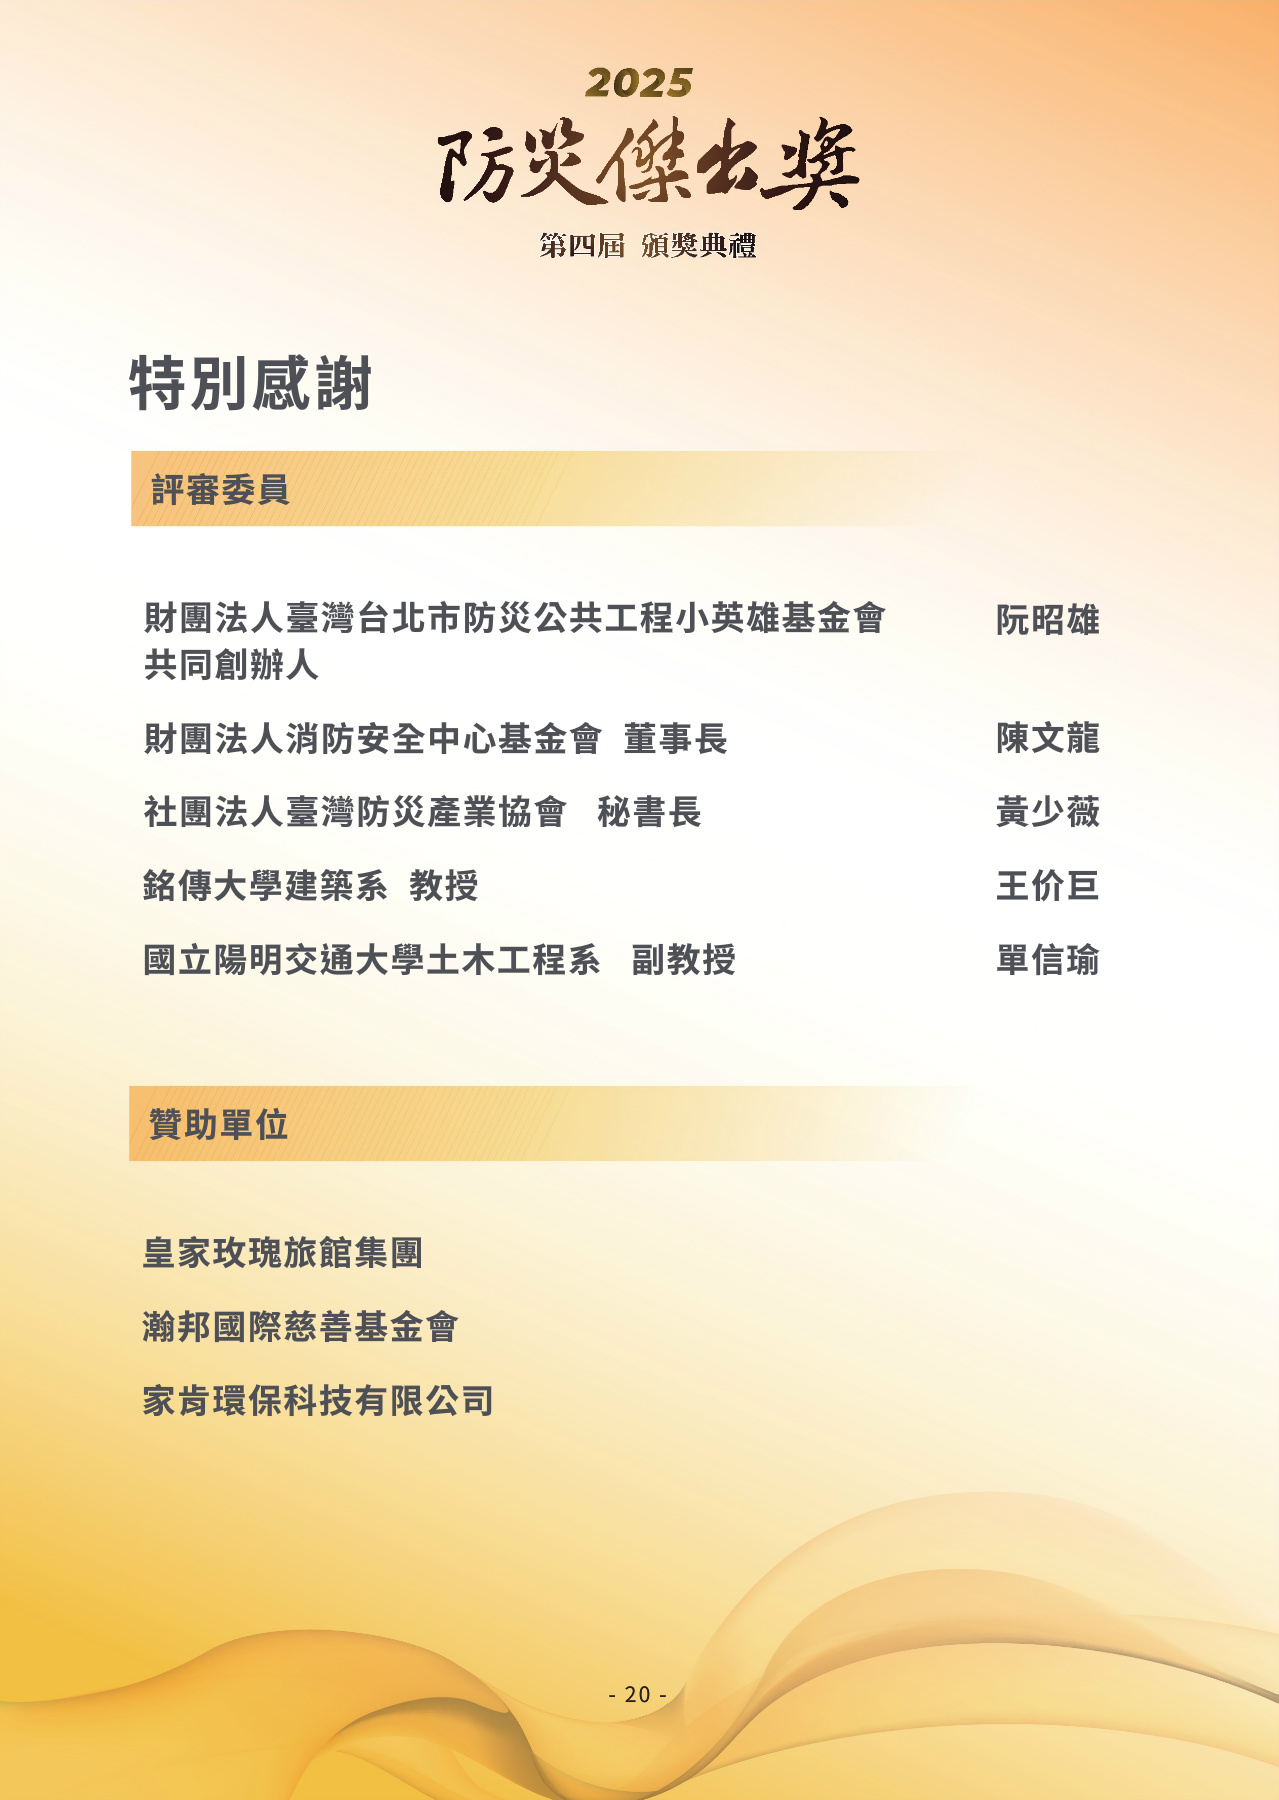 2025
防災傑出獎
第四屆 頒獎典禮
特別感謝
評審委員
財團法人臺灣台北市防災公共工程小英雄基金會 阮昭雄
共同創辦人
財團法人消防安全中心基金會 董事長 陳文龍
社團法人臺灣防災產業協會 秘書長 黃少薇
銘傳大學建築系 教授 王价巨
國立陽明交通大學土木工程系 副教授 單信瑜
贊助單位
皇家玫瑰旅館集團
瀚邦國際慈善基金會
家肯環保科技有限公司
- 20 -